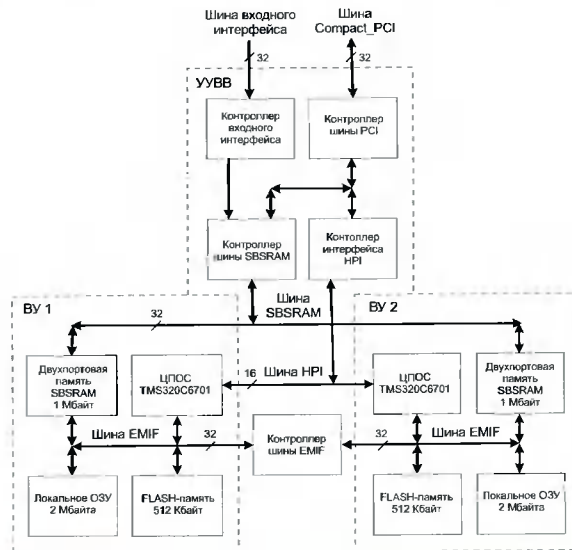 Шина входного
интерфейса
Шина
Compact_PCI
32
32
УУВВ
Контроллер
входного
интерфейса
Контроллер
шины PCI
Контроллер
шины SBSRAM
Контоллер
интерфейса
HPI
ВУ 1
32
Шина
SBSRAM
ВУ 2
Двухпортовая
память
SBSRAM
1 Мбайт
ЦПОС
TMS320C6701
16
Шина HPI
ЦПОС
TMS320C6701
Двухпортовая
память
SBSRAM
1 Мбайт
Шина EMIF
32
Контроллер
шины EMIF
32
Шина EMIF
Локальное ОЗУ
2 Мбайта
FLASH-память
512 Кбайт
FLASH-память
512 Кбайт
Локальное ОЗУ
2 Мбайта